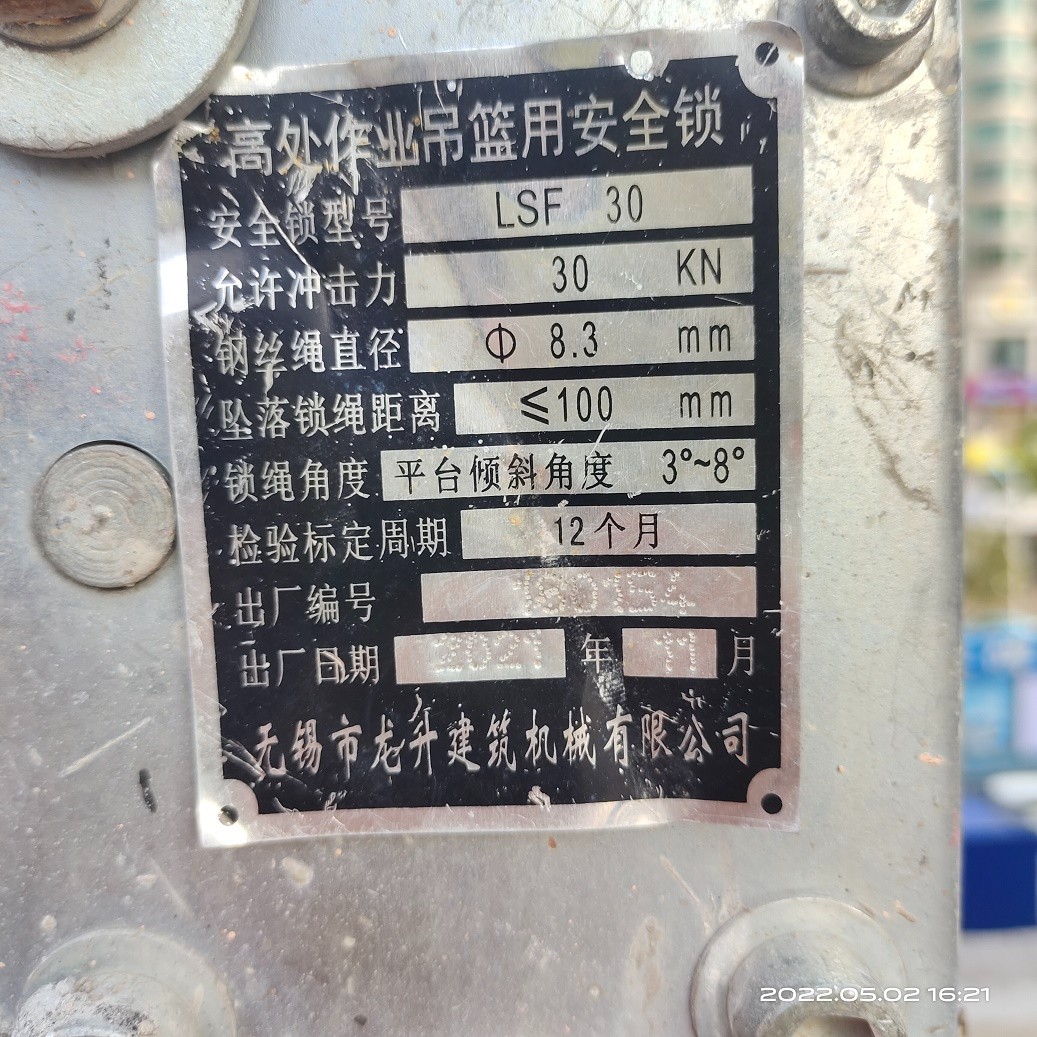 高处作业吊篮用安全锁
安全锁型号 LSF 30
允许冲击力 30 KN
钢丝绳直径 Φ 8.3 mm
坠落锁绳距离 ≤100 mm
锁绳角度 平台倾斜角度 3°~8°
检验标定周期 12个月
出厂编号
出厂日期 2021 年 11 月
无锡市龙升建筑机械有限公司
2022.05.02 16:21